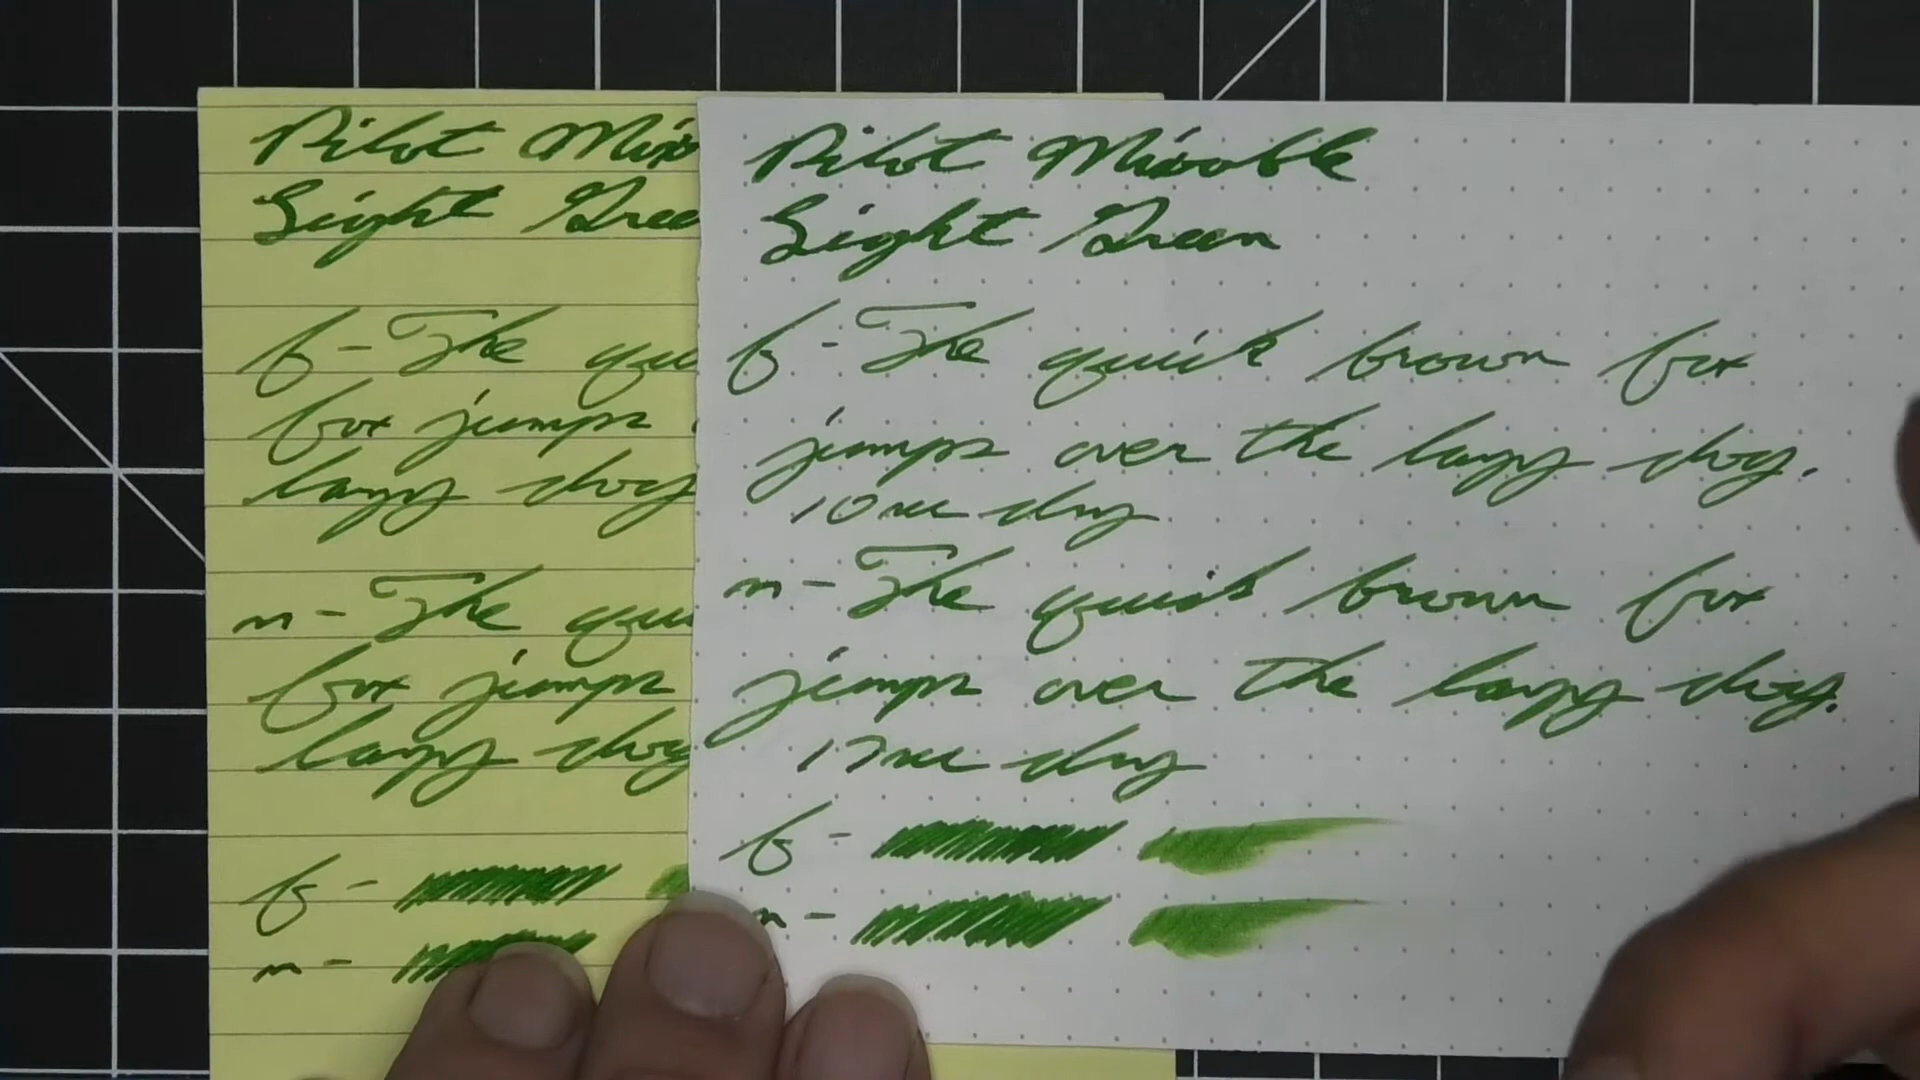 Pilot Mix
Light Gree
f - The qu
fox jumps
lazy dog
m - The qu
fox jumps
lazy dog
f -
m -
Pilot Mixable
Light Green
f - The quick brown fox
jumps over the lazy dog.
10 sec dry
m - The quick brown fox
jumps over the lazy dog.
17 sec dry
f -
m -